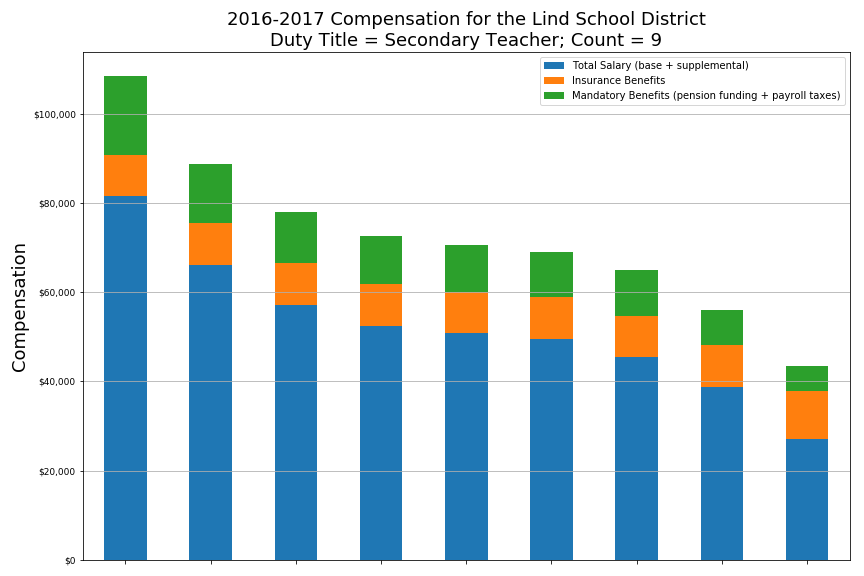 2016-2017 Compensation for the Lind School District
Duty Title = Secondary Teacher; Count = 9
Total Salary (base + supplemental)
Insurance Benefits
Mandatory Benefits (pension funding + payroll taxes)
$100,000
$80,000
$60,000
$40,000
$20,000
$0
Compensation